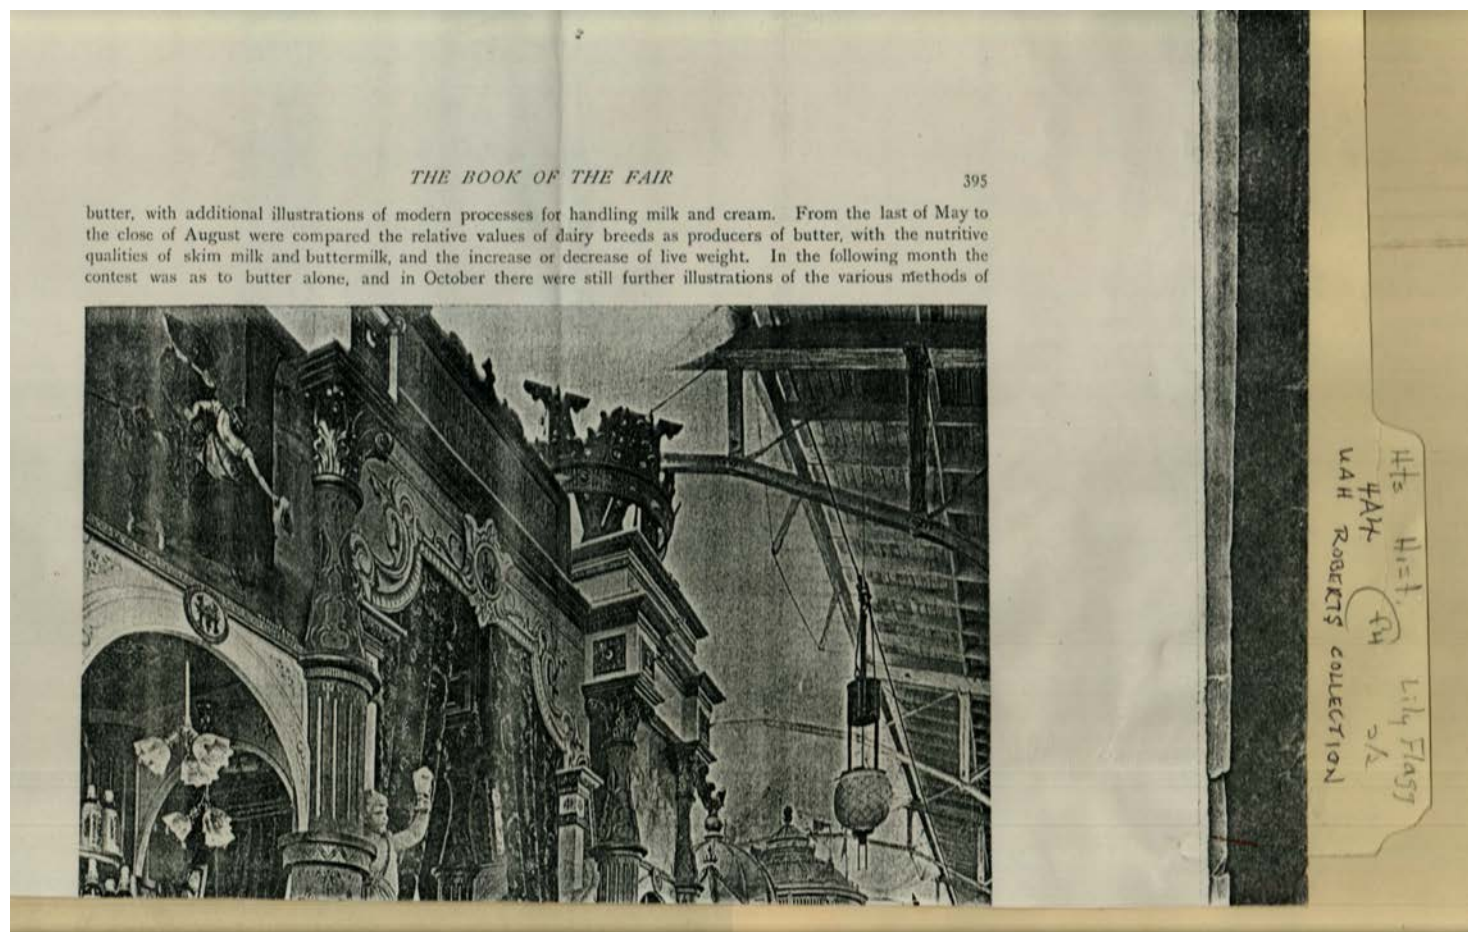 THE BOOK OF THE FAIR
395
butter, with additional illustrations of modern processes for handling milk and cream. From the last of May to
the close of August were compared the relative values of dairy breeds as producers of butter, with the nutritive
qualities of skim milk and buttermilk, and the increase or decrease of live weight. In the following month the
contest was as to butter alone, and in October there were still further illustrations of the various methods of
Hts Hist. Lily Flagg
UAH ROBERTS COLLECTION